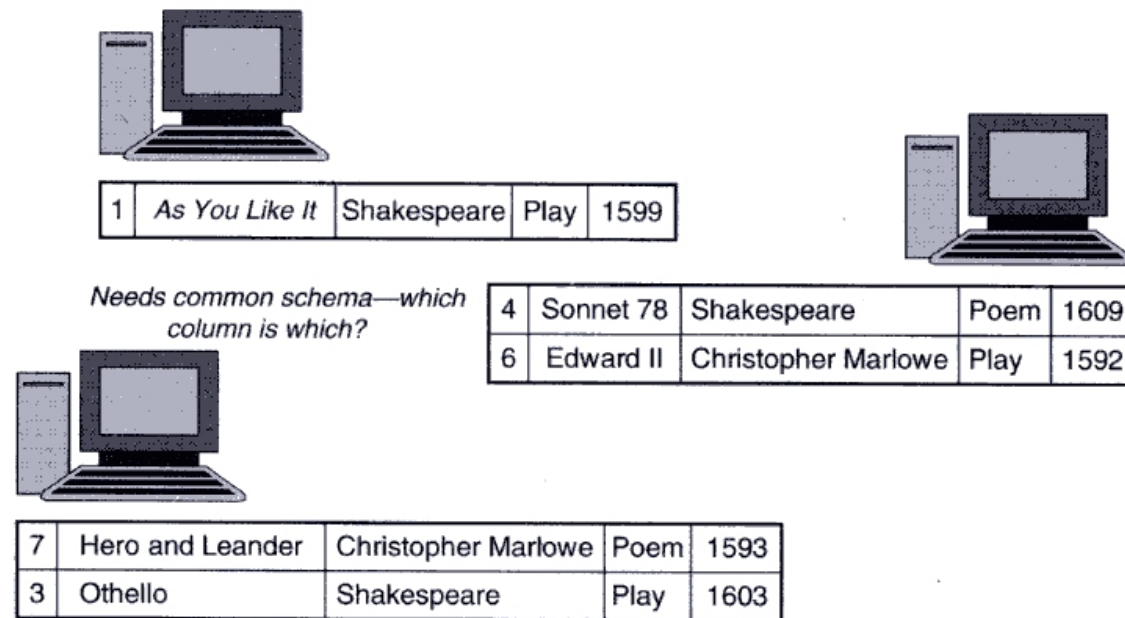 1 As You Like It Shakespeare Play 1599
Needs common schema—which
column is which?
4 Sonnet 78 Shakespeare Poem 1609
6 Edward II Christopher Marlowe Play 1592
7 Hero and Leander Christopher Marlowe Poem 1593
3 Othello Shakespeare Play 1603